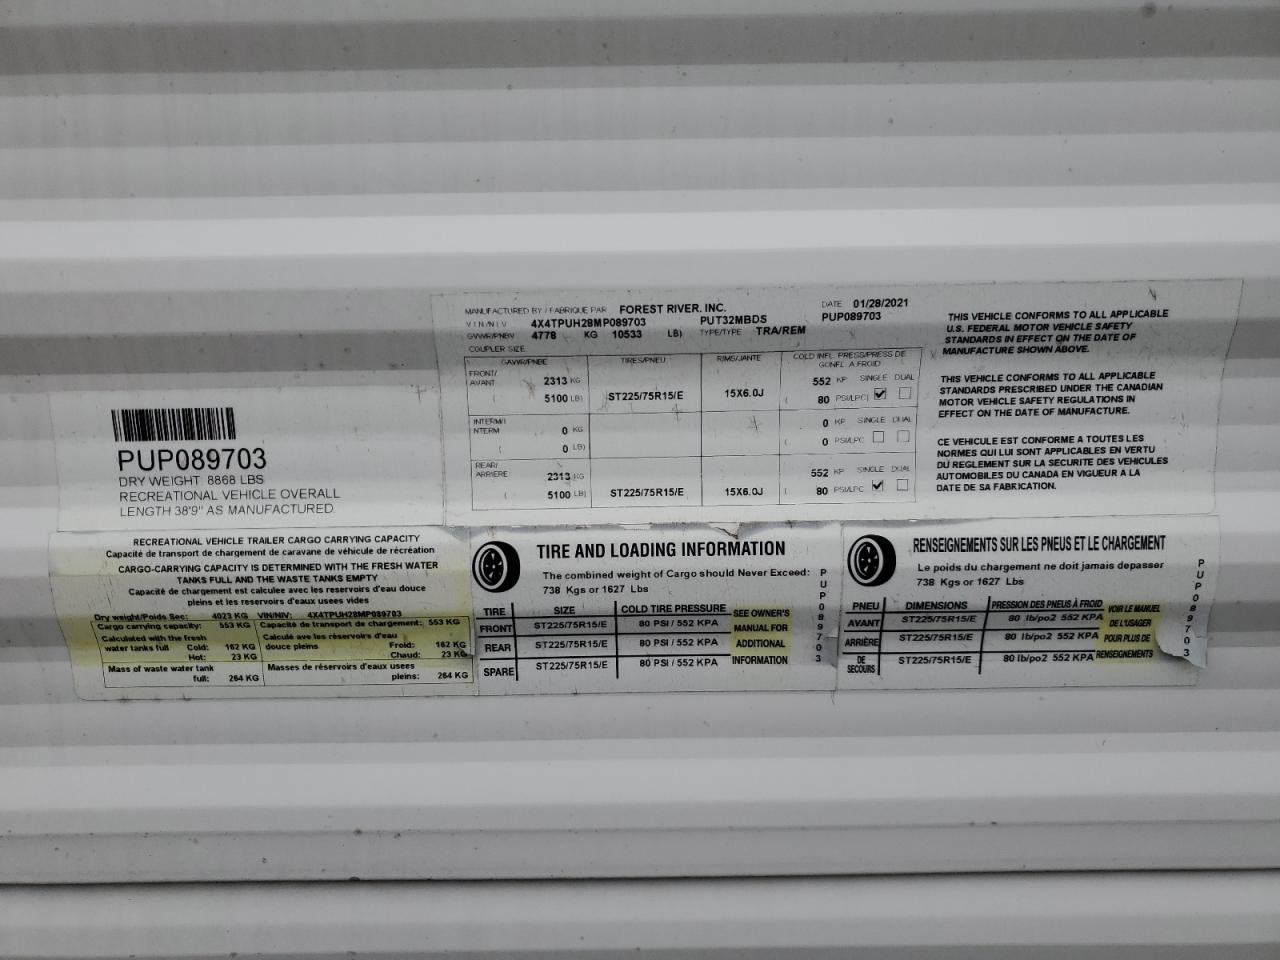 MANUFACTURED BY / FABRIQUE PAR FOREST RIVER, INC. DATE 01/28/2021
VIN/NIV 4X4TPUH28MP089703 PUT32MBDS PUP089703
GVWR/PNBV 4778 KG 10533 LB) TYPE/TYPE TRA/REM
COUPLER SIZE
GAWR/PNBE TIRES/PNEU RIMS/JANTE COLD INFL. PRESS/PRESS DE GONFL. A FROID
FRONT/ AVANT 2313 KG 552 KP SINGLE DUAL
( 5100 LB) ST225/75R15/E 15X6.0J ( 80 PSI/LPC)
INTERM/ INTERM 0 KG 0 KP SINGLE DUAL
( 0 LB) ( 0 PSI/LPC
REAR/ ARRIERE 2313 KG 552 KP SINGLE DUAL
( 5100 LB) ST225/75R15/E 15X6.0J ( 80 PSI/LPC
THIS VEHICLE CONFORMS TO ALL APPLICABLE
U.S. FEDERAL MOTOR VEHICLE SAFETY
STANDARDS IN EFFECT ON THE DATE OF
MANUFACTURE SHOWN ABOVE.
THIS VEHICLE CONFORMS TO ALL APPLICABLE
STANDARDS PRESCRIBED UNDER THE CANADIAN
MOTOR VEHICLE SAFETY REGULATIONS IN
EFFECT ON THE DATE OF MANUFACTURE.
CE VEHICULE EST CONFORME A TOUTES LES
NORMES QUI LUI SONT APPLICABLES EN VERTU
DU REGLEMENT SUR LA SECURITE DES VEHICULES
AUTOMOBILES DU CANADA EN VIGUEUR A LA
DATE DE SA FABRICATION.
PUP089703
DRY WEIGHT: 8868 LBS
RECREATIONAL VEHICLE OVERALL
LENGTH 38'9" AS MANUFACTURED.
RECREATIONAL VEHICLE TRAILER CARGO CARRYING CAPACITY
Capacité de transport de chargement de caravane de véhicule de récréation
CARGO-CARRYING CAPACITY IS DETERMINED WITH THE FRESH WATER
TANKS FULL AND THE WASTE TANKS EMPTY
Capacité de chargement est calculee avec les reservoirs d'eau douce
pleins et les reservoirs d'eaux usees vides
Dry weight/Poids Sec: 4023 KG VIN/NIV: 4X4TPUH28MP089703
Cargo carrying capacity: 553 KG Capacité de transport de chargement: 553 KG
Calculated with the fresh water tanks full Cold: 162 KG Calculé ave les réservoirs d'eau douce pleins Froid: 162 KG
Hot: 23 KG Chaud: 23 KG
Mass of waste water tank full: 264 KG Masses de réservoirs d'eaux usees pleins: 264 KG
TIRE AND LOADING INFORMATION
The combined weight of Cargo should Never Exceed:
738 Kgs or 1627 Lbs
TIRE SIZE COLD TIRE PRESSURE
FRONT ST225/75R15/E 80 PSI / 552 KPA
REAR ST225/75R15/E 80 PSI / 552 KPA
SPARE ST225/75R15/E 80 PSI / 552 KPA
SEE OWNER'S
MANUAL FOR
ADDITIONAL
INFORMATION
PUP089703
RENSEIGNEMENTS SUR LES PNEUS ET LE CHARGEMENT
Le poids du chargement ne doit jamais depasser
738 Kgs or 1627 Lbs
PNEU DIMENSIONS PRESSION DES PNEUS À FROID
AVANT ST225/75R15/E 80 lb/po2 552 KPA
ARRIÈRE ST225/75R15/E 80 lb/po2 552 KPA
DE SECOURS ST225/75R15/E 80 lb/po2 552 KPA
VOIR LE MANUEL
DE L'USAGER
POUR PLUS DE
RENSEIGNEMENTS
PUP089703